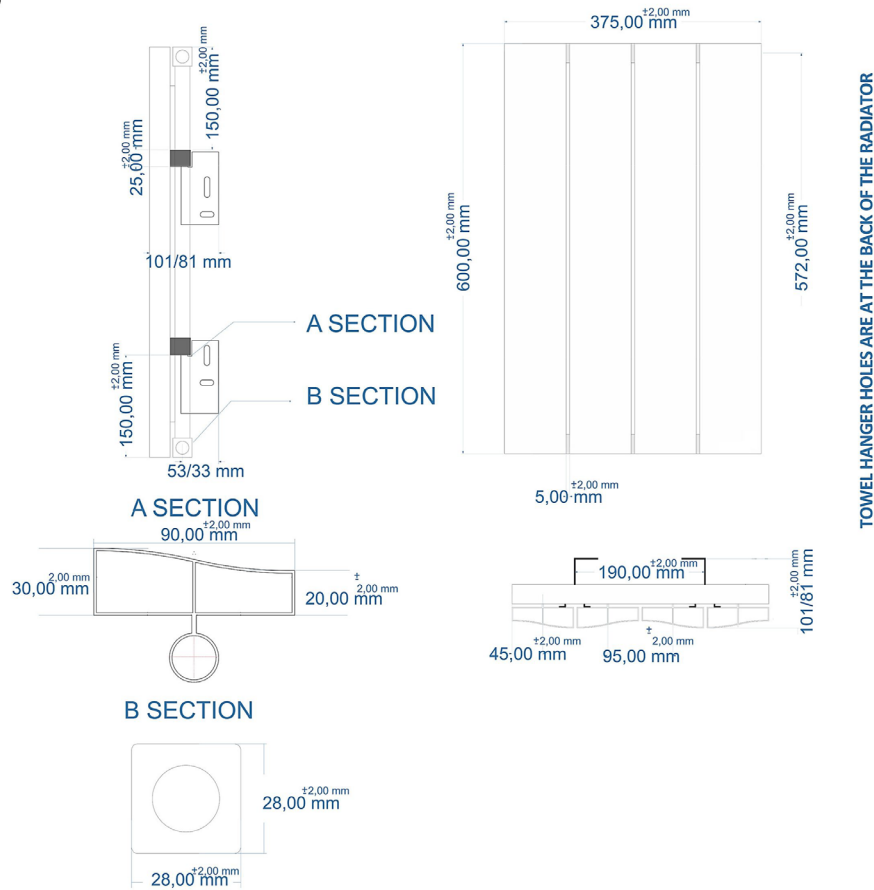 ±2,00 mm
375,00 mm
±2,00 mm
150,00 mm
±2,00 mm
25,00 mm
101/81 mm
±2,00 mm
600,00 mm
±2,00 mm
572,00 mm
TOWEL HANGER HOLES ARE AT THE BACK OF THE RADIATOR
A SECTION
±2,00 mm
150,00 mm
B SECTION
53/33 mm
±2,00 mm
5,00 mm
A SECTION
±2,00 mm
90,00 mm
2,00 mm
30,00 mm
±
2,00 mm
20,00 mm
±2,00 mm
190,00 mm
±2,00 mm
101/81 mm
±2,00 mm
45,00 mm
±
2,00 mm
95,00 mm
B SECTION
±2,00 mm
28,00 mm
±2,00 mm
28,00 mm